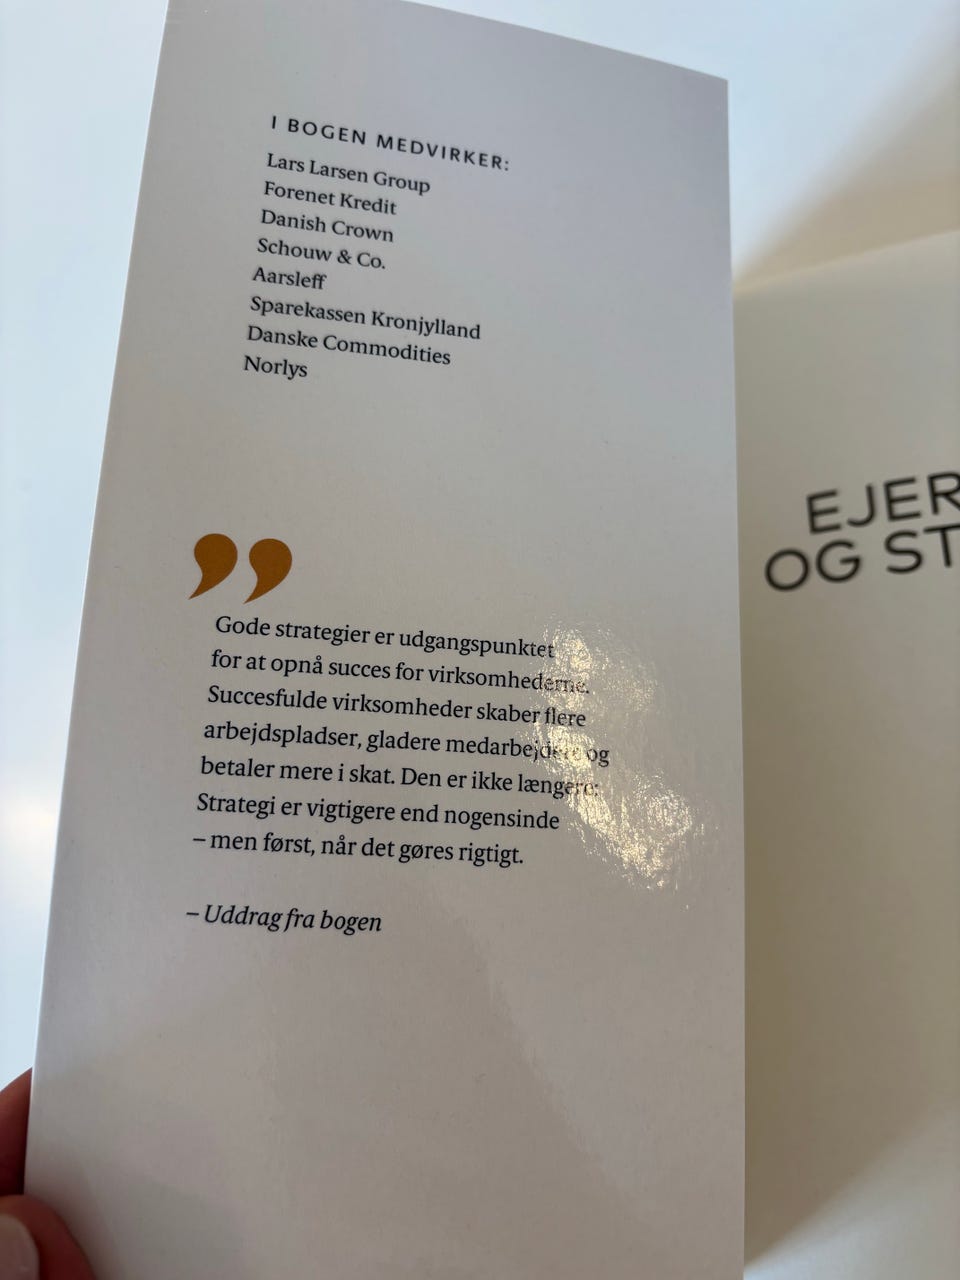 I BOGEN MEDVIRKER:
Lars Larsen Group
Forenet Kredit
Danish Crown
Schouw & Co.
Aarsleff
Sparekassen Kronjylland
Danske Commodities
Norlys
”
Gode strategier er udgangspunktet
for at opnå succes for virksomhederne.
Succesfulde virksomheder skaber flere
arbejdspladser, gladere medarbejdere og
betaler mere i skat. Den er ikke længere:
Strategi er vigtigere end nogensinde
– men først, når det gøres rigtigt.
– Uddrag fra bogen
EJER
OG ST